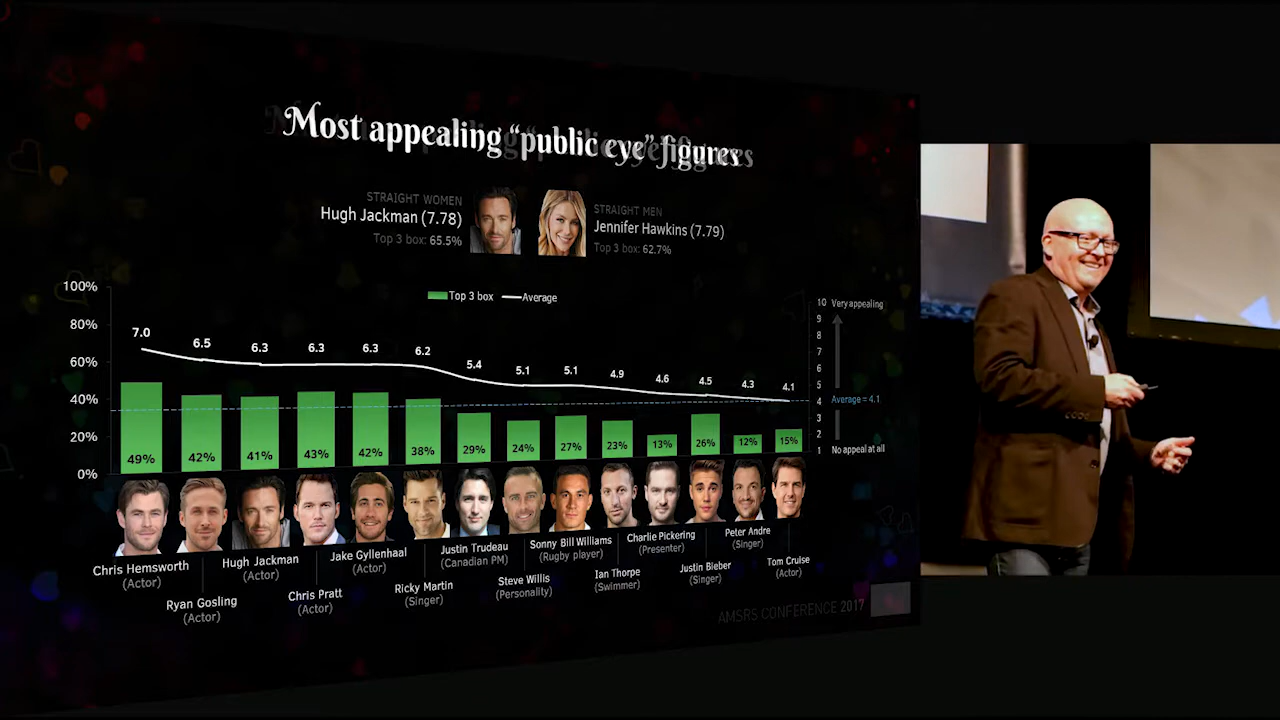 Most appealing “public eye” figures
STRAIGHT WOMEN
Hugh Jackman (7.78)
Top 3 box: 65.5%
STRAIGHT MEN
Jennifer Hawkins (7.79)
Top 3 box: 62.7%
Top 3 box
Average
100%
80%
60%
40%
20%
0%
7.0
6.5
6.3
6.3
6.3
6.2
5.4
5.1
5.1
4.9
4.6
4.5
4.3
4.1
49%
42%
41%
43%
42%
38%
29%
24%
27%
23%
13%
26%
12%
15%
10 Very appealing
9
8
7
6
5
4 Average = 4.1
3
2
1 No appeal at all
Chris Hemsworth
(Actor)
Ryan Gosling
(Actor)
Hugh Jackman
(Actor)
Chris Pratt
(Actor)
Jake Gyllenhaal
(Actor)
Ricky Martin
(Singer)
Justin Trudeau
(Canadian PM)
Steve Willis
(Personality)
Sonny Bill Williams
(Rugby player)
Ian Thorpe
(Swimmer)
Charlie Pickering
(Presenter)
Justin Bieber
(Singer)
Peter Andre
(Singer)
Tom Cruise
(Actor)
AMSRS CONFERENCE 2017